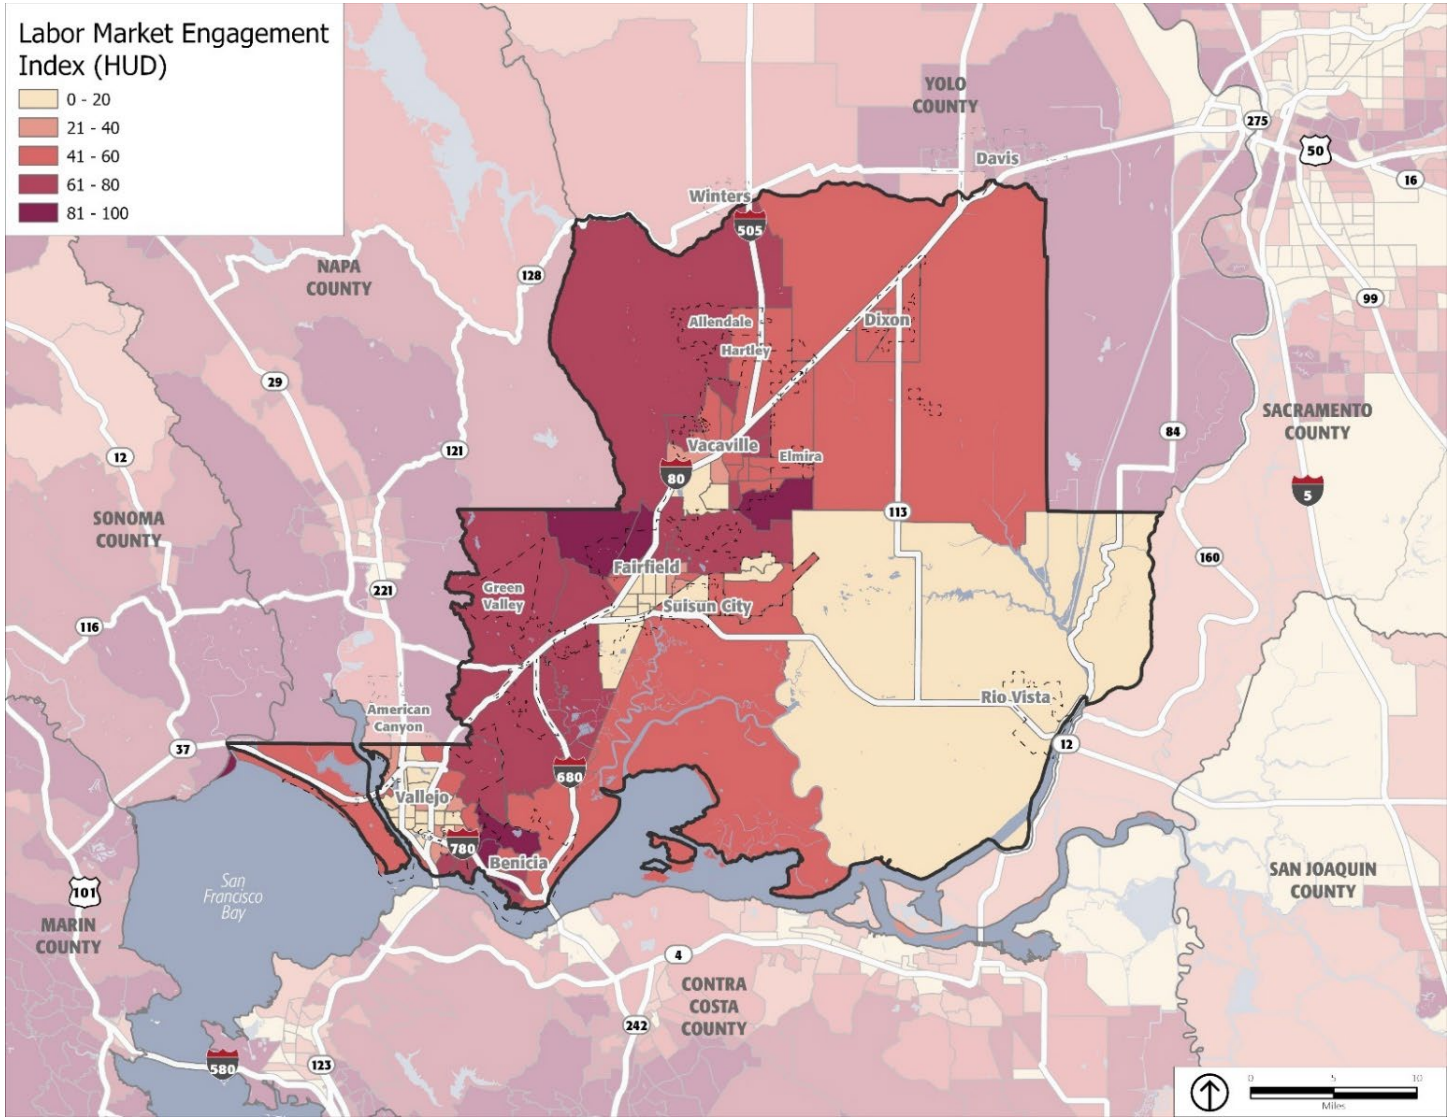 Labor Market Engagement
Index (HUD)
0 - 20
21 - 40
41 - 60
61 - 80
81 - 100
YOLO
COUNTY
275
50
16
Davis
Winters
505
NAPA
COUNTY
128
99
Allendale
Dixon
Hartley
29
SACRAMENTO
COUNTY
84
12
121
Vacaville
Elmira
80
5
SONOMA
COUNTY
113
160
Fairfield
Green
Valley
221
Suisun City
116
Rio Vista
American
Canyon
37
12
680
Vallejo
780
Benicia
San
Francisco
Bay
101
MARIN
COUNTY
SAN JOAQUIN
COUNTY
4
CONTRA
COSTA
COUNTY
242
580
123
0
5
10
Miles